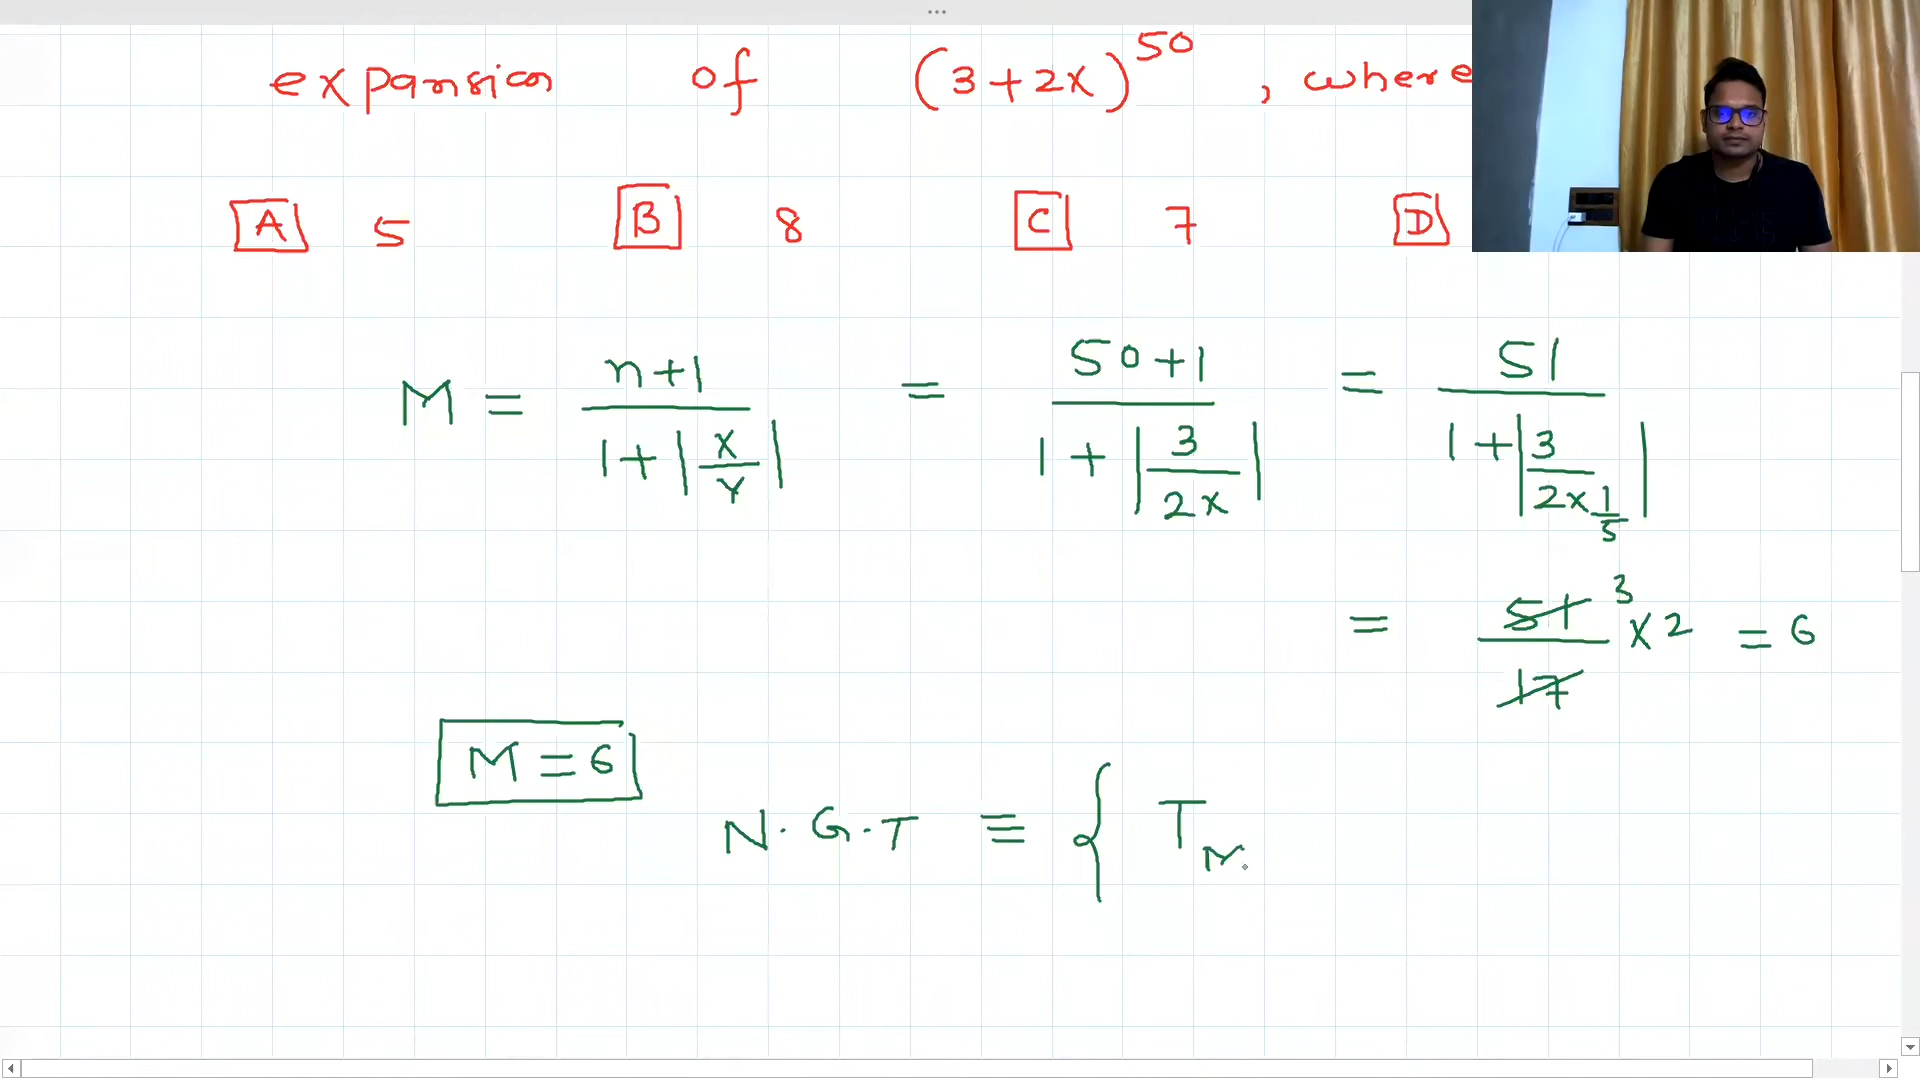 expansion of (3+2x)^50 , where
A 5 B 8 C 7 D
M = n+1 / 1+|x/y| = 50+1 / 1+|3/2x| = 51 / 1+|3/2×1/5|
= 51/17 3 ×2 = 6
M = 6
N.G.T ≡ { T_M